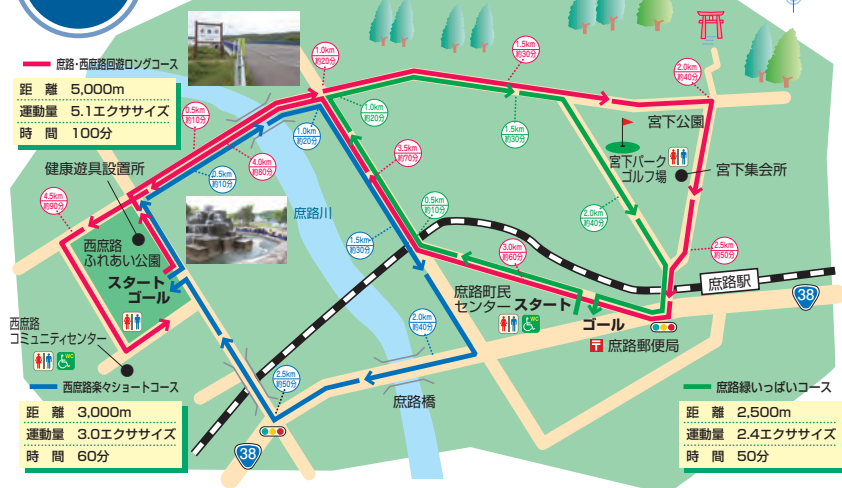 庶路・西庶路回遊ロングコース
距　離　5,000m
運動量　5.1エクササイズ
時　間　100分
健康遊具設置所
4.5km
約90分
西庶路
ふれあい公園
スタート
ゴール
西庶路
コミュニティセンター
WC
西庶路楽々ショートコース
距　離　3,000m
運動量　3.0エクササイズ
時　間　60分
0.5km
約10分
0.5km
約10分
4.0km
約80分
1.0km
約20分
1.0km
約20分
1.0km
約20分
庶路川
3.5km
約70分
1.5km
約30分
0.5km
約10分
2.0km
約40分
2.5km
約50分
38
庶路橋
1.5km
約30分
1.5km
約30分
2.0km
約40分
宮下公園
宮下パーク
ゴルフ場
宮下集会所
2.0km
約40分
2.5km
約50分
3.0km
約60分
庶路町民
センター
スタート
WC
ゴール
庶路郵便局
庶路駅
38
庶路緑いっぱいコース
距　離　2,500m
運動量　2.4エクササイズ
時　間　50分